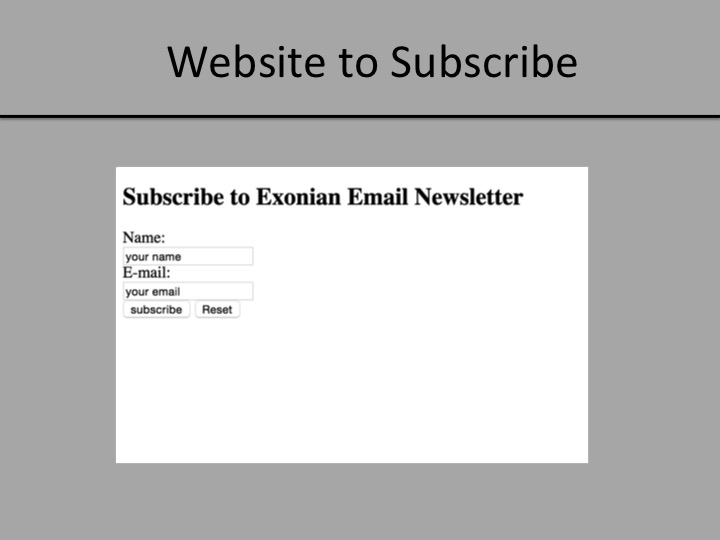 Website to Subscribe
Subscribe to Exonian Email Newsletter
Name:
your name
E-mail:
your email
subscribe Reset